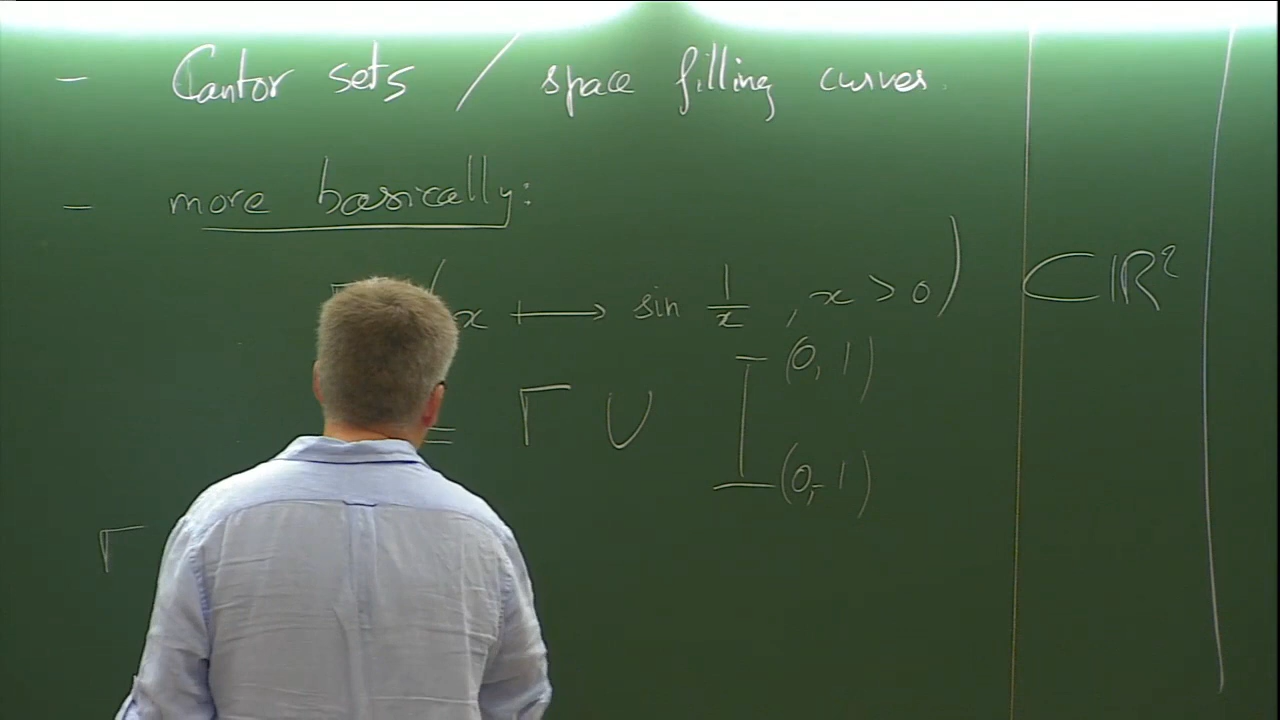 - Cantor sets / space filling curves.
- more basically:
( x ⟼ sin 1/x , x > 0 ) ⊂ ℝ²
= Γ ∪ I (0, 1)
(0, -1)
Γ